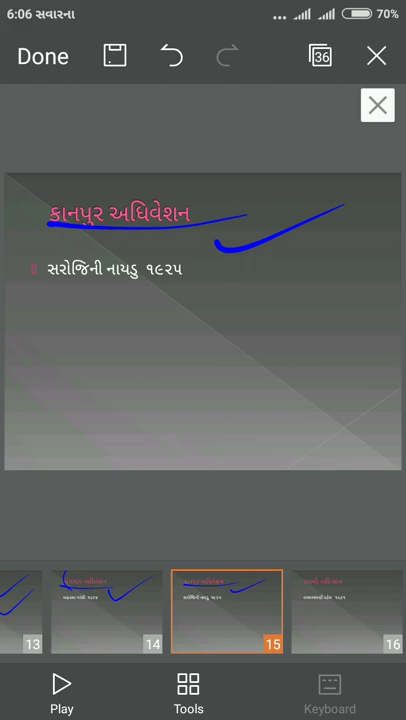 6:06 સવારના
70%
Done
36
કાનપુર અધિવેશન
સરોજિની નાયડુ ૧૯૨૫
13
14
15
16
Play
Tools
Keyboard